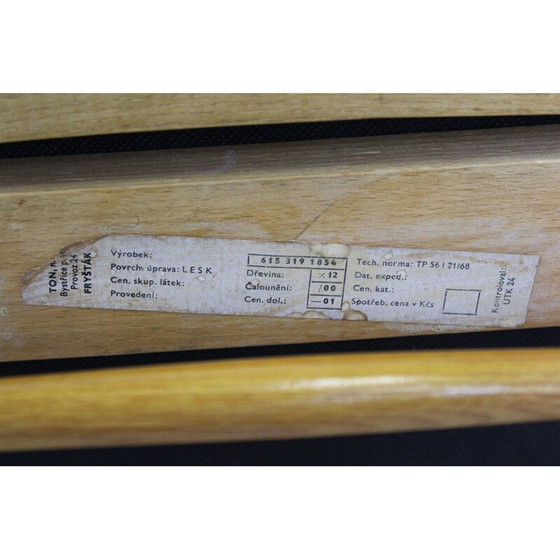 TON, n.
Bystřice p.
Provoz 24
FRYŠTÁK
Výrobek:
Povrch. úprava: LESK
Cen. skup. látek:
Provedení:
615 319 1854
Dřevina: ×12
Čalounění: /00
Cen. dol.: —01
Tech. norma: TP 56 / 21/68
Dat. exped.:
Cen. kat.:
Spotřeb. cena v Kčs
Kontroloval:
ÚTK 24